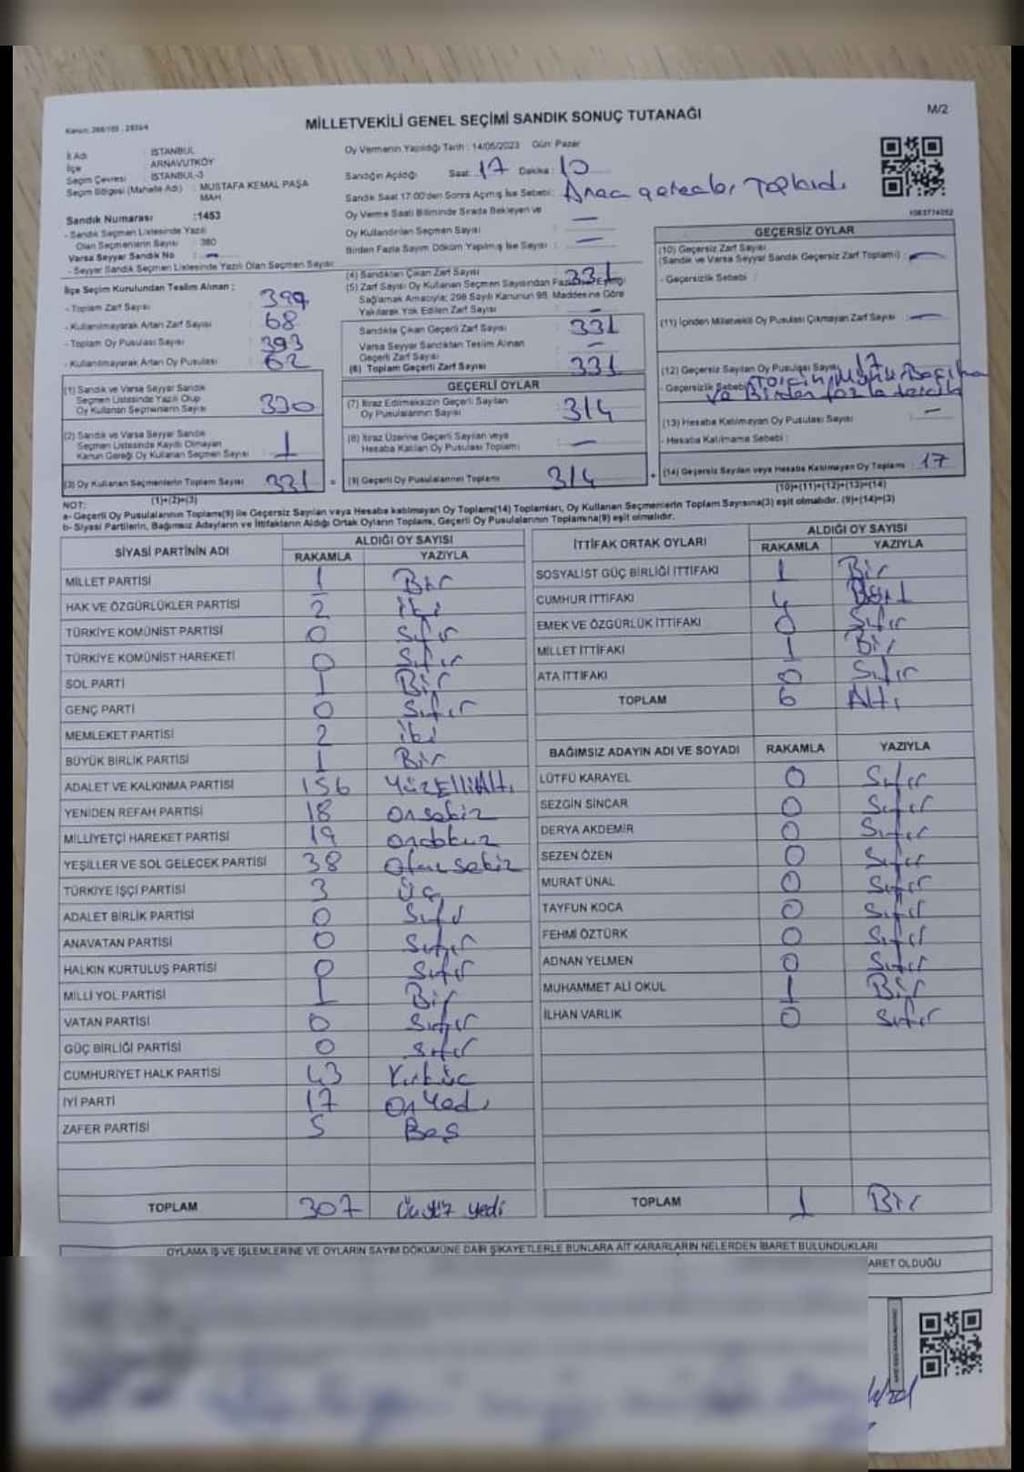 Kanun: 298/105 , 2839/4
M/2
MİLLETVEKİLİ GENEL SEÇİMİ SANDIK SONUÇ TUTANAĞI
İl Adı : İSTANBUL
İlçe : ARNAVUTKÖY
Seçim Çevresi : İSTANBUL-3
Seçim Bölgesi (Mahalle Adı) : MUSTAFA KEMAL PAŞA MAH
Sandık Numarası :1453
- Sandık Seçmen Listesinde Yazılı
Olan Seçmenlerin Sayısı : 380
Varsa Seyyar Sandık No : —
- Seyyar Sandık Seçmen Listesinde Yazılı Olan Seçmen Sayısı:
Oy Vermenin Yapıldığı Tarih : 14/05/2023 Gün: Pazar
Sandığın Açıldığı Saat: 17 Dakika: 10
Sandık Saat 17:00'den Sonra Açmış İse Sebebi:
Oy Verme Saati Bitiminde Sırada Bekleyen ve
Oy Kullandırılan Seçmen Sayısı : —
Birden Fazla Sayım Döküm Yapılmış İse Sayısı : —
İlçe Seçim Kurulundan Teslim Alınan :
- Toplam Zarf Sayısı : 399
- Kullanılmayarak Artan Zarf Sayısı : 68
- Toplam Oy Pusulası Sayısı : 393
- Kullanılmayarak Artan Oy Pusulası : 62
(1) Sandık ve Varsa Seyyar Sandık
Seçmen Listesinde Yazılı Olup
Oy Kullanan Seçmenlerin Sayısı : 330
(2) Sandık ve Varsa Seyyar Sandık
Seçmen Listesinde Kayıtlı Olmayan
Kanun Gereği Oy Kullanan Seçmen Sayısı : 1
(3) Oy Kullanan Seçmenlerin Toplam Sayısı : 331
(1)+(2)=(3)
(4) Sandıktan Çıkan Zarf Sayısı : 331
(5) Zarf Sayısı Oy Kullanan Seçmen Sayısından Fazla İse Eşitliği
Sağlamak Amacıyla; 298 Sayılı Kanunun 98. Maddesine Göre
Yakılarak Yok Edilen Zarf Sayısı : —
Sandıkta Çıkan Geçerli Zarf Sayısı : 331
Varsa Seyyar Sandıktan Teslim Alınan
Geçerli Zarf Sayısı : —
(6) Toplam Geçerli Zarf Sayısı : 331
GEÇERLİ OYLAR
(7) İtiraz Edilmeksizin Geçerli Sayılan
Oy Pusulalarının Sayısı : 314
(8) İtiraz Üzerine Geçerli Sayılan veya
Hesaba Katılan Oy Pusulası Toplamı : —
(9) Geçerli Oy Pusulalarının Toplamı : 314
GEÇERSİZ OYLAR
(10) Geçersiz Zarf Sayısı
(Sandık ve Varsa Seyyar Sandık Geçersiz Zarf Toplamı) : —
- Geçersizlik Sebebi :
(11) İçinden Milletvekili Oy Pusulası Çıkmayan Zarf Sayısı : —
(12) Geçersiz Sayılan Oy Pusulası Sayısı : 17
- Geçersizlik Sebebi :
(13) Hesaba Katılmayan Oy Pusulası Sayısı : —
- Hesaba Katılmama Sebebi :
(14) Geçersiz Sayılan veya Hesaba Katılmayan Oy Toplamı : 17
(10)+(11)+(12)+(13)=(14)
NOT:
a- Geçerli Oy Pusulalarının Toplamı(9) ile Geçersiz Sayılan veya Hesaba katılmayan Oy Toplam(14) Toplamları, Oy Kullanan Seçmenlerin Toplam Sayısına(3) eşit olmalıdır. (9)+(14)=(3)
b- Siyasi Partilerin, Bağımsız Adayların ve İttifakların Aldığı Ortak Oyların Toplamı, Geçerli Oy Pusulalarının Toplamına(9) eşit olmalıdır.
SİYASİ PARTİNİN ADI ALDIĞI OY SAYISI
RAKAMLA YAZIYLA
MİLLET PARTİSİ 1 Bir
HAK VE ÖZGÜRLÜKLER PARTİSİ 2 iki
TÜRKİYE KOMÜNİST PARTİSİ 0 Sıfır
TÜRKİYE KOMÜNİST HAREKETİ 0 Sıfır
SOL PARTİ 1 Bir
GENÇ PARTİ 0 Sıfır
MEMLEKET PARTİSİ 2 iki
BÜYÜK BİRLİK PARTİSİ 1 Bir
ADALET VE KALKINMA PARTİSİ 156 YüzElliAltı
YENİDEN REFAH PARTİSİ 18 Onsekiz
MİLLİYETÇİ HAREKET PARTİSİ 19 Ondokuz
YEŞİLLER VE SOL GELECEK PARTİSİ 38 Otuzsekiz
TÜRKİYE İŞÇİ PARTİSİ 3 Üç
ADALET BİRLİK PARTİSİ 0 Sıfır
ANAVATAN PARTİSİ 0 Sıfır
HALKIN KURTULUŞ PARTİSİ 0 Sıfır
MİLLİ YOL PARTİSİ 1 Bir
VATAN PARTİSİ 0 Sıfır
GÜÇ BİRLİĞİ PARTİSİ 0 Sıfır
CUMHURİYET HALK PARTİSİ 43 Kırküç
İYİ PARTİ 17 OnYedi
ZAFER PARTİSİ 5 Beş
TOPLAM 307 Üçyüz yedi
İTTİFAK ORTAK OYLARI ALDIĞI OY SAYISI
RAKAMLA YAZIYLA
SOSYALİST GÜÇ BİRLİĞİ İTTİFAKI 1 Bir
CUMHUR İTTİFAKI 4
EMEK VE ÖZGÜRLÜK İTTİFAKI 0 Sıfır
MİLLET İTTİFAKI 1 Bir
ATA İTTİFAKI 0 Sıfır
TOPLAM 6 Altı
BAĞIMSIZ ADAYIN ADI VE SOYADI RAKAMLA YAZIYLA
LÜTFÜ KARAYEL 0 Sıfır
SEZGİN SİNCAR 0 Sıfır
DERYA AKDEMİR 0 Sıfır
SEZEN ÖZEN 0 Sıfır
MURAT ÜNAL 0 Sıfır
TAYFUN KOCA 0 Sıfır
FEHMİ ÖZTÜRK 0 Sıfır
ADNAN YELMEN 0 Sıfır
MUHAMMET ALİ OKUL 1 Bir
İLHAN VARLIK 0 Sıfır
TOPLAM 1 Bir
OYLAMA İŞ VE İŞLEMLERİNE VE OYLARIN SAYIM DÖKÜMÜNE DAİR ŞİKAYETLERLE BUNLARA AİT KARARLARIN NELERDEN İBARET BULUNDUKLARI
ARET OLDUĞU